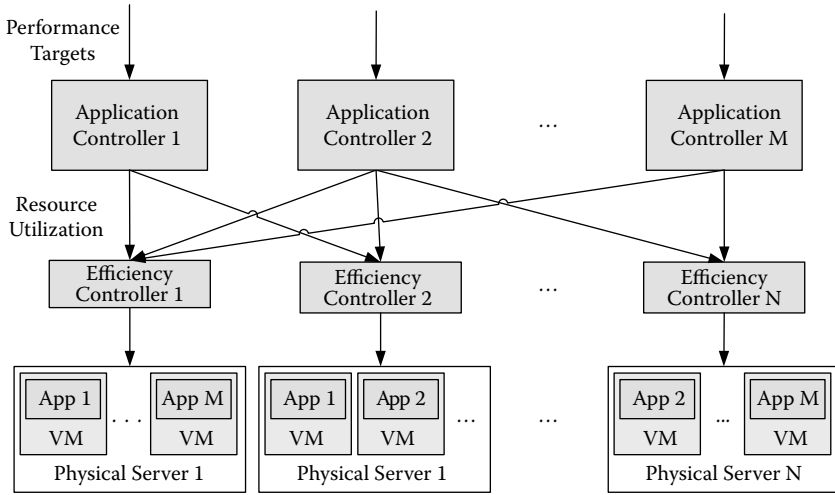 Performance
Targets
Application
Controller 1
Application
Controller 2
...
Application
Controller M
Resource
Utilization
Efficiency
Controller 1
Efficiency
Controller 2
...
Efficiency
Controller N
App 1
VM
. . .
App M
VM
Physical Server 1
App 1
VM
App 2
VM
...
Physical Server 1
...
App 2
VM
...
App M
VM
Physical Server N